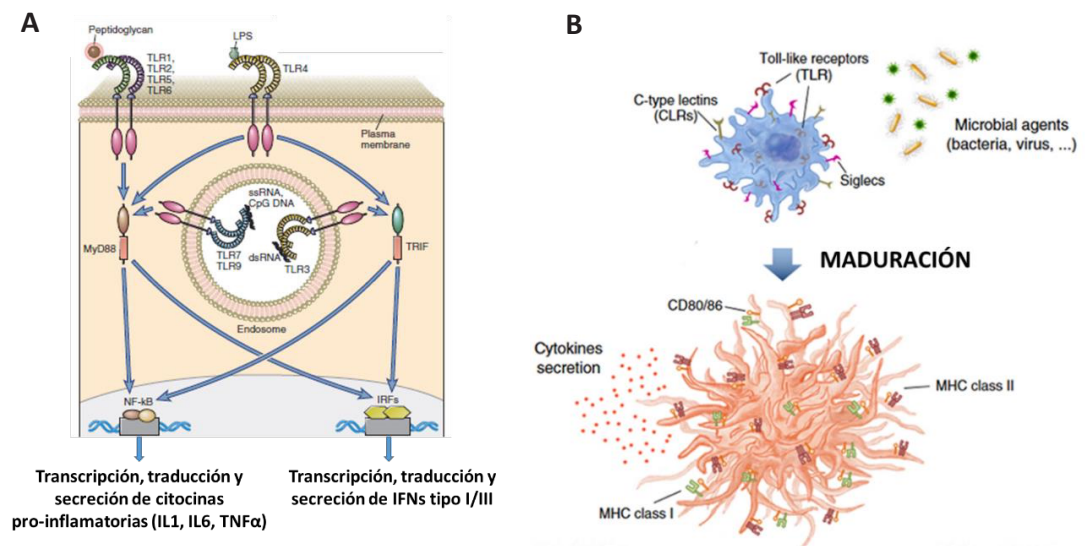 A
Peptidoglycan
TLR1,
TLR2,
TLR5,
TLR6
LPS
TLR4
Plasma
membrane
ssRNA,
CpG DNA
MyD88
TLR7
TLR9
dsRNA
TLR3
TRIF
Endosome
NF-kB
IRFs
Transcripción, traducción y
secreción de citocinas
pro-inflamatorias (IL1, IL6, TNFα)
Transcripción, traducción y
secreción de IFNs tipo I/III
B
Toll-like receptors
(TLR)
C-type lectins
(CLRs)
Microbial agents
(bacteria, virus, ...)
Siglecs
MADURACIÓN
CD80/86
Cytokines
secretion
MHC class II
MHC class I